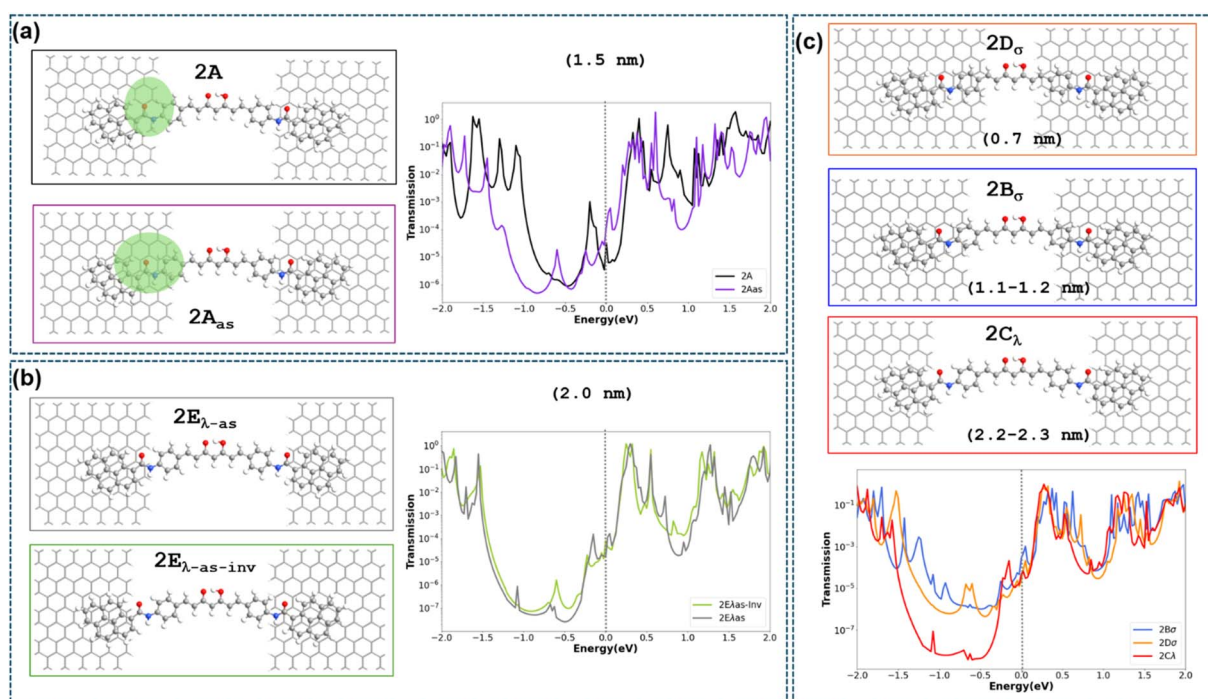 (a)
2A
(1.5 nm)
2Aas
Transmission
10⁰
10⁻¹
10⁻²
10⁻³
10⁻⁴
10⁻⁵
10⁻⁶
2A
2Aas
−2.0 −1.5 −1.0 −0.5 0.0 0.5 1.0 1.5 2.0
Energy(eV)
(b)
2Eλ-as
(2.0 nm)
2Eλ-as-inv
Transmission
10⁰
10⁻¹
10⁻²
10⁻³
10⁻⁴
10⁻⁵
10⁻⁶
10⁻⁷
2Eλas-Inv
2Eλas
−2.0 −1.5 −1.0 −0.5 0.0 0.5 1.0 1.5 2.0
Energy(eV)
(c)
2Dσ
(0.7 nm)
2Bσ
(1.1-1.2 nm)
2Cλ
(2.2-2.3 nm)
Transmission
10⁻¹
10⁻³
10⁻⁵
10⁻⁷
2Bσ
2Dσ
2Cλ
−2.0 −1.5 −1.0 −0.5 0.0 0.5 1.0 1.5 2.0
Energy(eV)